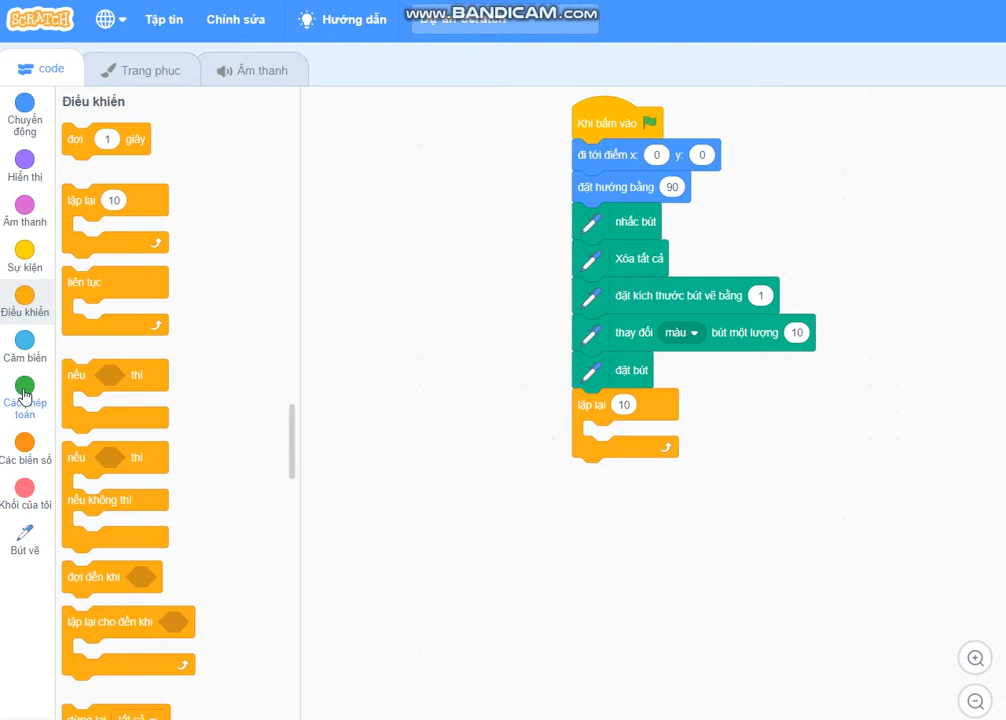 SCRATCH
Tập tin
Chỉnh sửa
Hướng dẫn
www.BANDICAM.com
code
Trang phục
Âm thanh
Chuyển
động
Hiển thị
Âm thanh
Sự kiện
Điều khiển
Cảm biến
Các phép
toán
Các biến số
Khối của tôi
Bút vẽ
Điều khiển
đợi 1 giây
lặp lại 10
liên tục
nếu thì
nếu thì
nếu không thì
đợi đến khi
lặp lại cho đến khi
dừng lại tất cả
Khi bấm vào
đi tới điểm x: 0 y: 0
đặt hướng bằng 90
nhấc bút
Xóa tất cả
đặt kích thước bút vẽ bằng 1
thay đổi màu bút một lượng 10
đặt bút
lặp lại 10